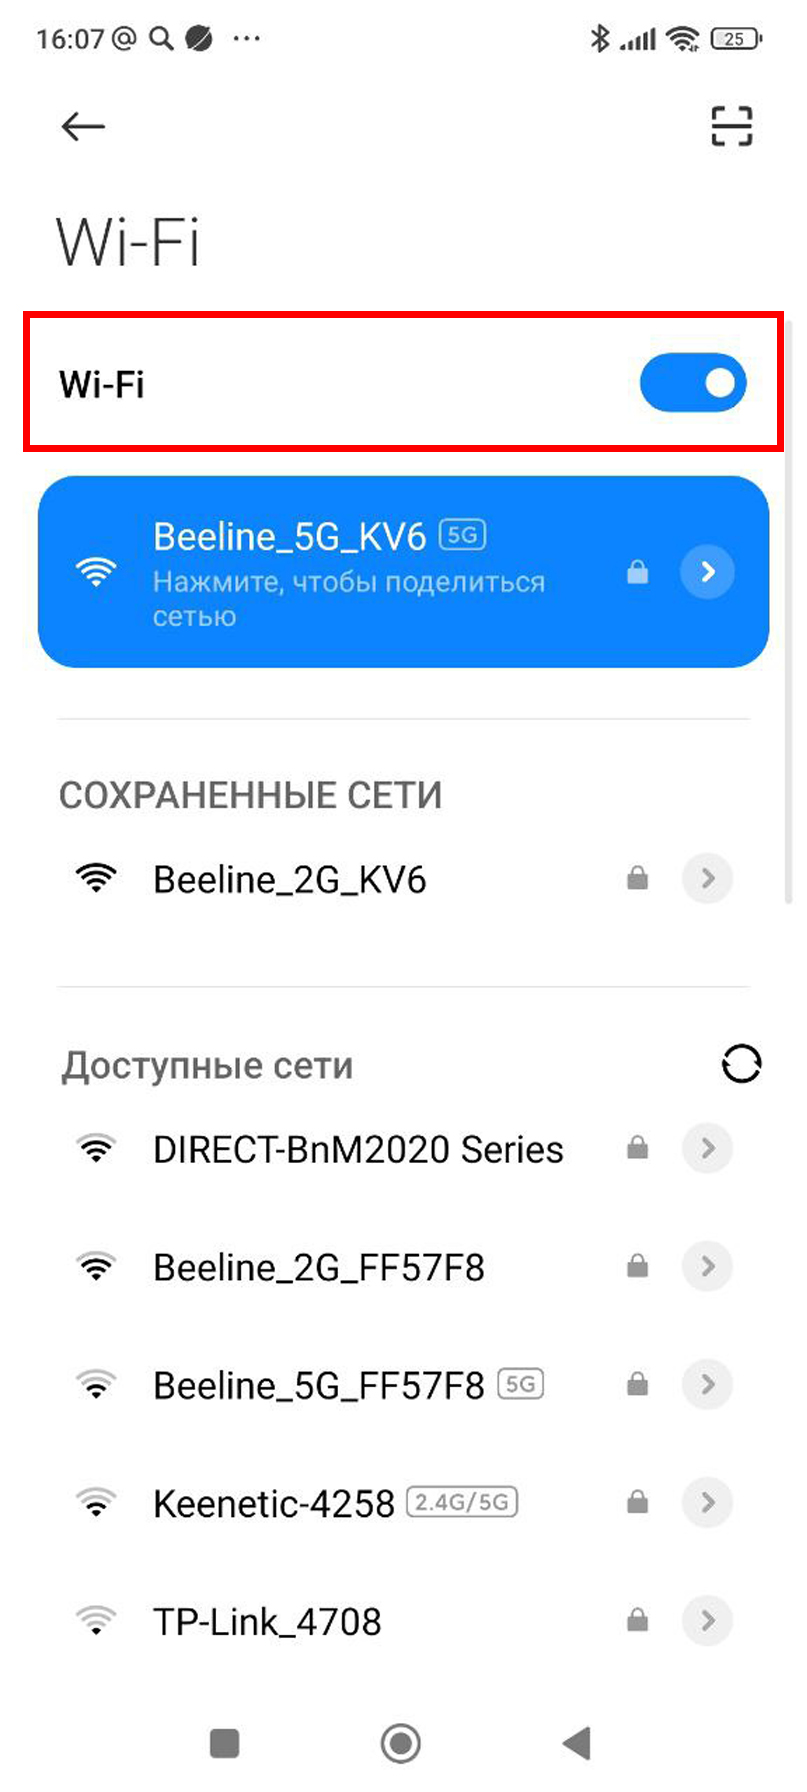 16:07 @ ...
25
Wi-Fi
Wi-Fi
Beeline_5G_KV6 5G
Нажмите, чтобы поделиться
сетью
СОХРАНЕННЫЕ СЕТИ
Beeline_2G_KV6
Доступные сети
DIRECT-BnM2020 Series
Beeline_2G_FF57F8
Beeline_5G_FF57F8 5G
Keenetic-4258 2.4G/5G
TP-Link_4708